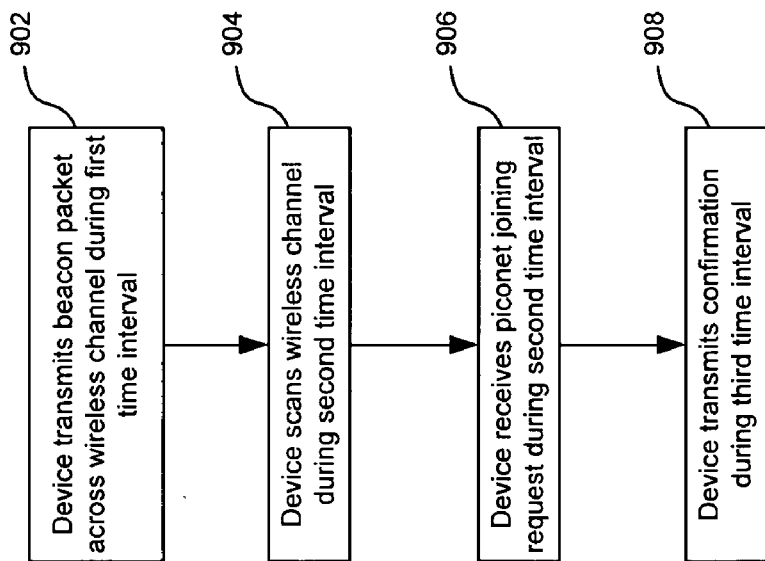 902
Device transmits beacon packet
across wireless channel during first
time interval
904
Device scans wireless channel
during second time interval
906
Device receives piconet joining
request during second time interval
908
Device transmits confirmation
during third time interval